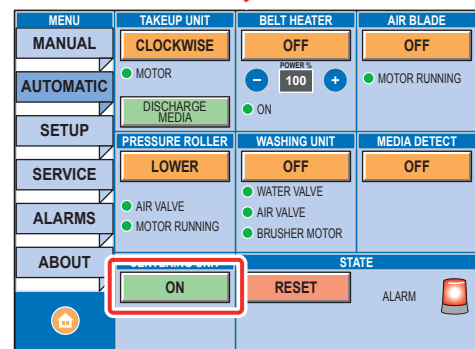 MENU
MANUAL
AUTOMATIC
SETUP
SERVICE
ALARMS
ABOUT
TAKEUP UNIT
CLOCKWISE
MOTOR
DISCHARGE
MEDIA
BELT HEATER
OFF
POWER %
100
ON
AIR BLADE
OFF
MOTOR RUNNING
PRESSURE ROLLER
LOWER
AIR VALVE
MOTOR RUNNING
WASHING UNIT
OFF
WATER VALVE
AIR VALVE
BRUSHER MOTOR
MEDIA DETECT
OFF
ON
STATE
RESET
ALARM